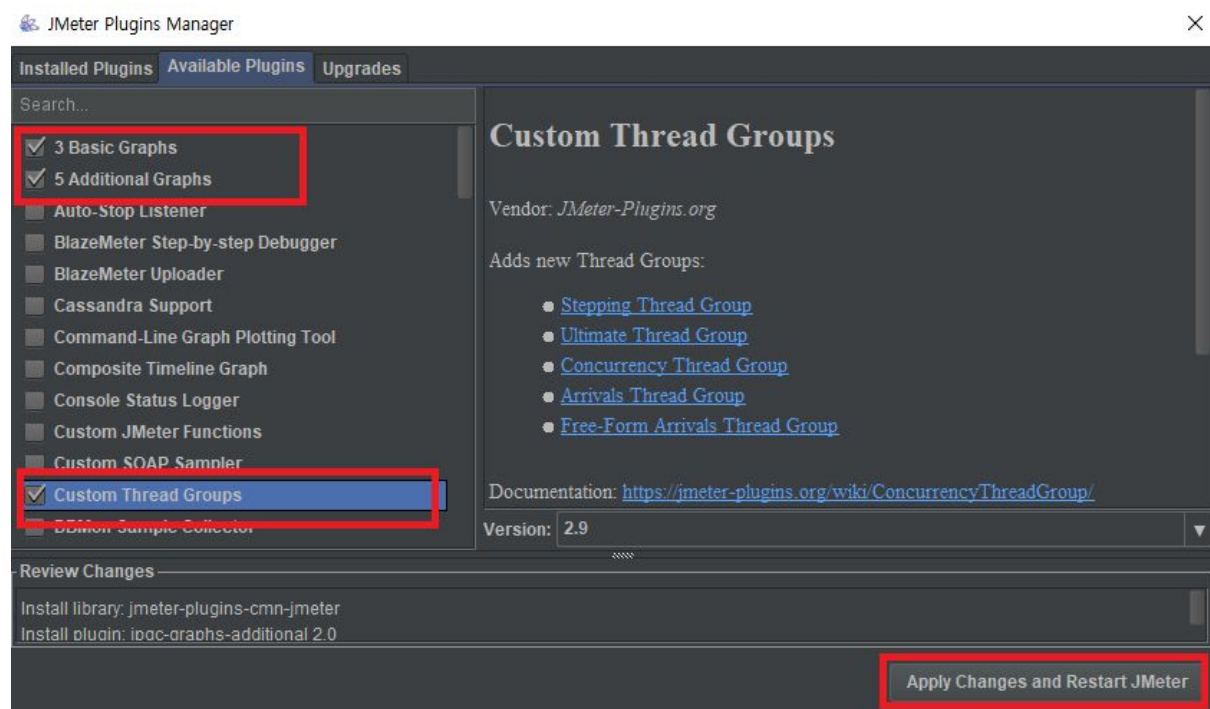 JMeter Plugins Manager
Installed Plugins Available Plugins Upgrades
Search...
3 Basic Graphs
5 Additional Graphs
Auto-Stop Listener
BlazeMeter Step-by-step Debugger
BlazeMeter Uploader
Cassandra Support
Command-Line Graph Plotting Tool
Composite Timeline Graph
Console Status Logger
Custom JMeter Functions
Custom SOAP Sampler
Custom Thread Groups
DBMon Sample Collector
Custom Thread Groups
Vendor: JMeter-Plugins.org
Adds new Thread Groups:
Stepping Thread Group
Ultimate Thread Group
Concurrency Thread Group
Arrivals Thread Group
Free-Form Arrivals Thread Group
Documentation: https://jmeter-plugins.org/wiki/ConcurrencyThreadGroup/
Version: 2.9
Review Changes
Install library: jmeter-plugins-cmn-jmeter
Install plugin: jpgc-graphs-additional 2.0
Apply Changes and Restart JMeter